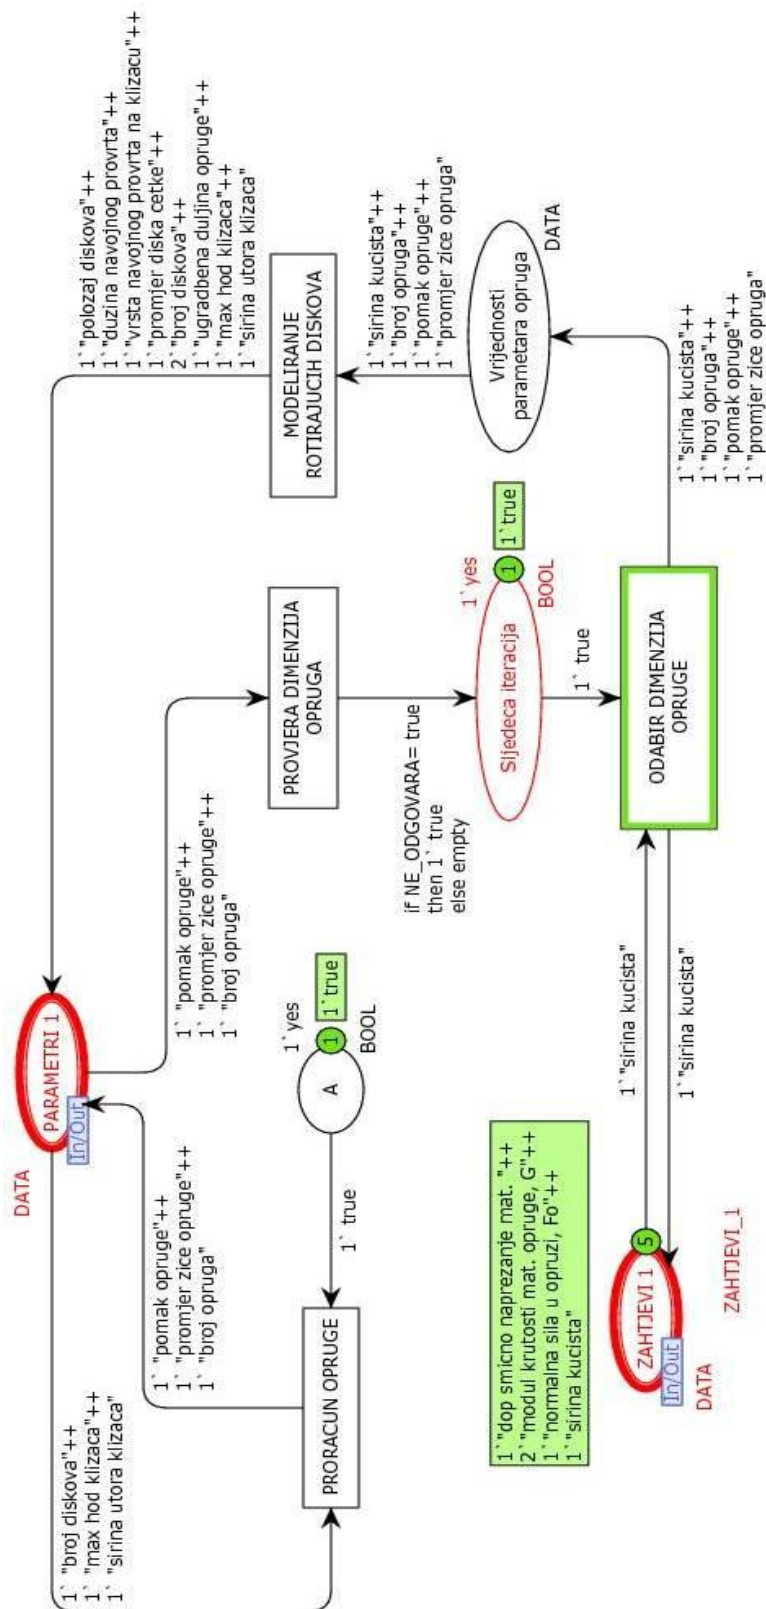 DATA
PARAMETRI 1
In/Out
1`"polozaj diskova"++
1`"duzina navojnog provrta"++
1`"vrsta navojnog provrta na klizacu"++
1`"promjer diska cetke"++
2`"broj diskova"++
1`"ugradbena duljina opruge"++
1`"max hod klizaca"++
1`"sirina utora klizaca"
1` "broj diskova"++
1` "max hod klizaca"++
1` "sirina utora klizaca"
1` "pomak opruge"++
1` "promjer zice opruge"++
1` "broj opruga"
1` "pomak opruge"++
1` "promjer zice opruge"++
1` "broj opruga"
PRORACUN OPRUGE
1` true
A
1`yes
1
1`true
BOOL
PROVJERA DIMENZIJA
OPRUGA
MODELIRANJE
ROTIRAJUCIH DISKOVA
if NE_ODGOVARA= true
then 1` true
else empty
1`"sirina kucista"++
1`"broj opruga"++
1`"pomak opruge"++
1`"promjer zice opruga"
Sljedeca iteracija
1` yes
1
1`true
BOOL
Vrijednosti
parametara opruga
DATA
1`"dop smicno naprezanje mat. "++
2`"modul krutosti mat. opruge, G"++
1`"normalna sila u opruzi, Fo"++
1`"sirina kucista"
ZAHTJEVI 1
5
In/Out
DATA
ZAHTJEVI_1
1`"sirina kucista"
1`"sirina kucista"
1` true
ODABIR DIMENZIJA
OPRUGE
1`"sirina kucista"++
1`"broj opruga"++
1`"pomak opruge"++
1`"promjer zice opruga"